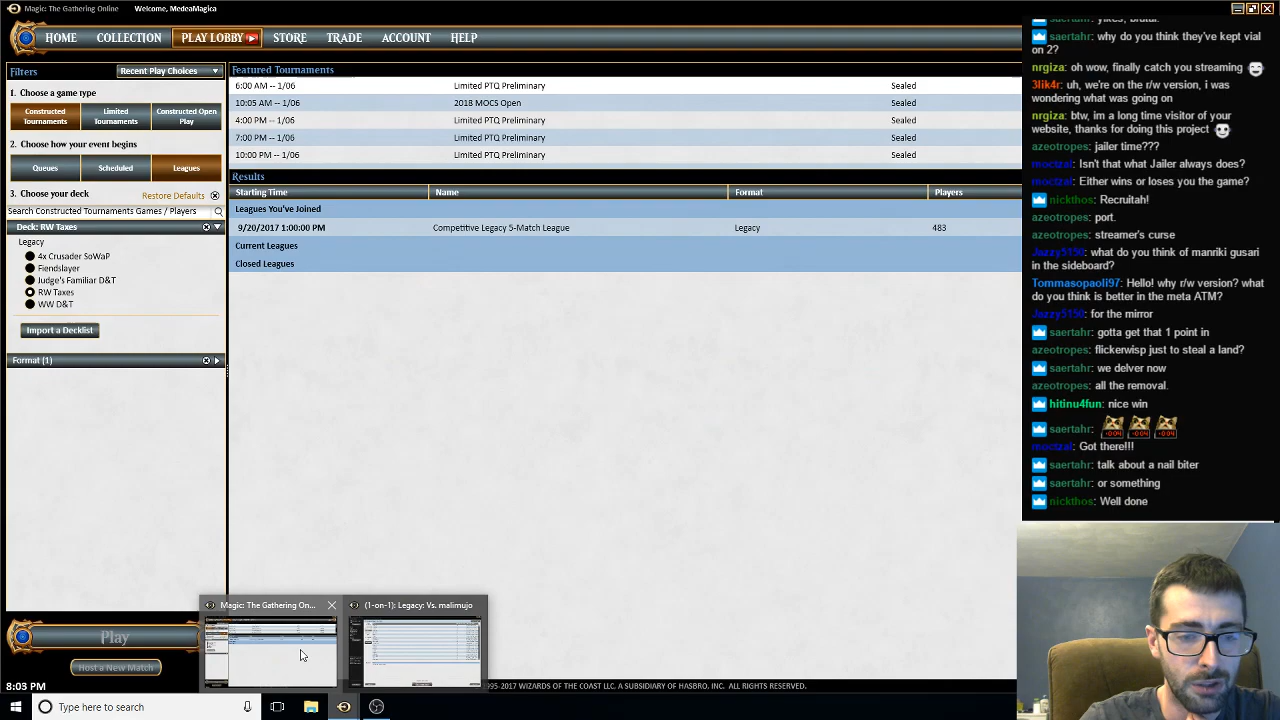 Magic: The Gathering Online Welcome, MedeaMagica
HOME COLLECTION PLAY LOBBY STORE TRADE ACCOUNT HELP
Filters Recent Play Choices
1. Choose a game type
Constructed Tournaments Limited Tournaments Constructed Open Play
2. Choose how your event begins
Queues Scheduled Leagues
3. Choose your deck Restore Defaults
Search Constructed Tournaments Games / Players
Deck: RW Taxes
Legacy
4x Crusader SoWaP
Fiendslayer
Judge's Familiar D&T
RW Taxes
WW D&T
Import a Decklist
Format (1)
Play
Host a New Match
8:03 PM
Featured Tournaments
6:00 AM -- 1/06 Limited PTQ Preliminary Sealed
10:05 AM -- 1/06 2018 MOCS Open
4:00 PM -- 1/06 Limited PTQ Preliminary Sealed
7:00 PM -- 1/06 Limited PTQ Preliminary Sealed
10:00 PM -- 1/06 Limited PTQ Preliminary Sealed
Results
Starting Time Name Format Players
Leagues You've Joined
9/20/2017 1:00:00 PM Competitive Legacy 5-Match League Legacy 483
Current Leagues
Closed Leagues
Magic: The Gathering On... (1-on-1): Legacy: Vs. malimujo
995-2017 WIZARDS OF THE COAST LLC, A SUBSIDIARY OF HASBRO, INC. ALL RIGHTS RESERVED.
Type here to search
saertahr: yikes, brutal.
saertahr: why do you think they've kept vial
on 2?
nrgiza: oh wow, finally catch you streaming
3lik4r: uh, we're on the r/w version, i was
wondering what was going on
nrgiza: btw, im a long time visitor of your
website, thanks for doing this project
azeotropes: jailer time???
moctzal: Isn't that what Jailer always does?
moctzal: Either wins or loses you the game?
nickthos: Recruitah!
azeotropes: port.
azeotropes: streamer's curse
Jazzy5150: what do you think of manriki gusari
in the sideboard?
Tommasopaoli97: Hello! why r/w version? what
do you think is better in the meta ATM?
Jazzy5150: for the mirror
saertahr: gotta get that 1 point in
azeotropes: flickerwisp just to steal a land?
saertahr: we delver now
azeotropes: all the removal.
hitinu4fun: nice win
saertahr:
moctzal: Got there!!!
saertahr: talk about a nail biter
saertahr: or something
nickthos: Well done